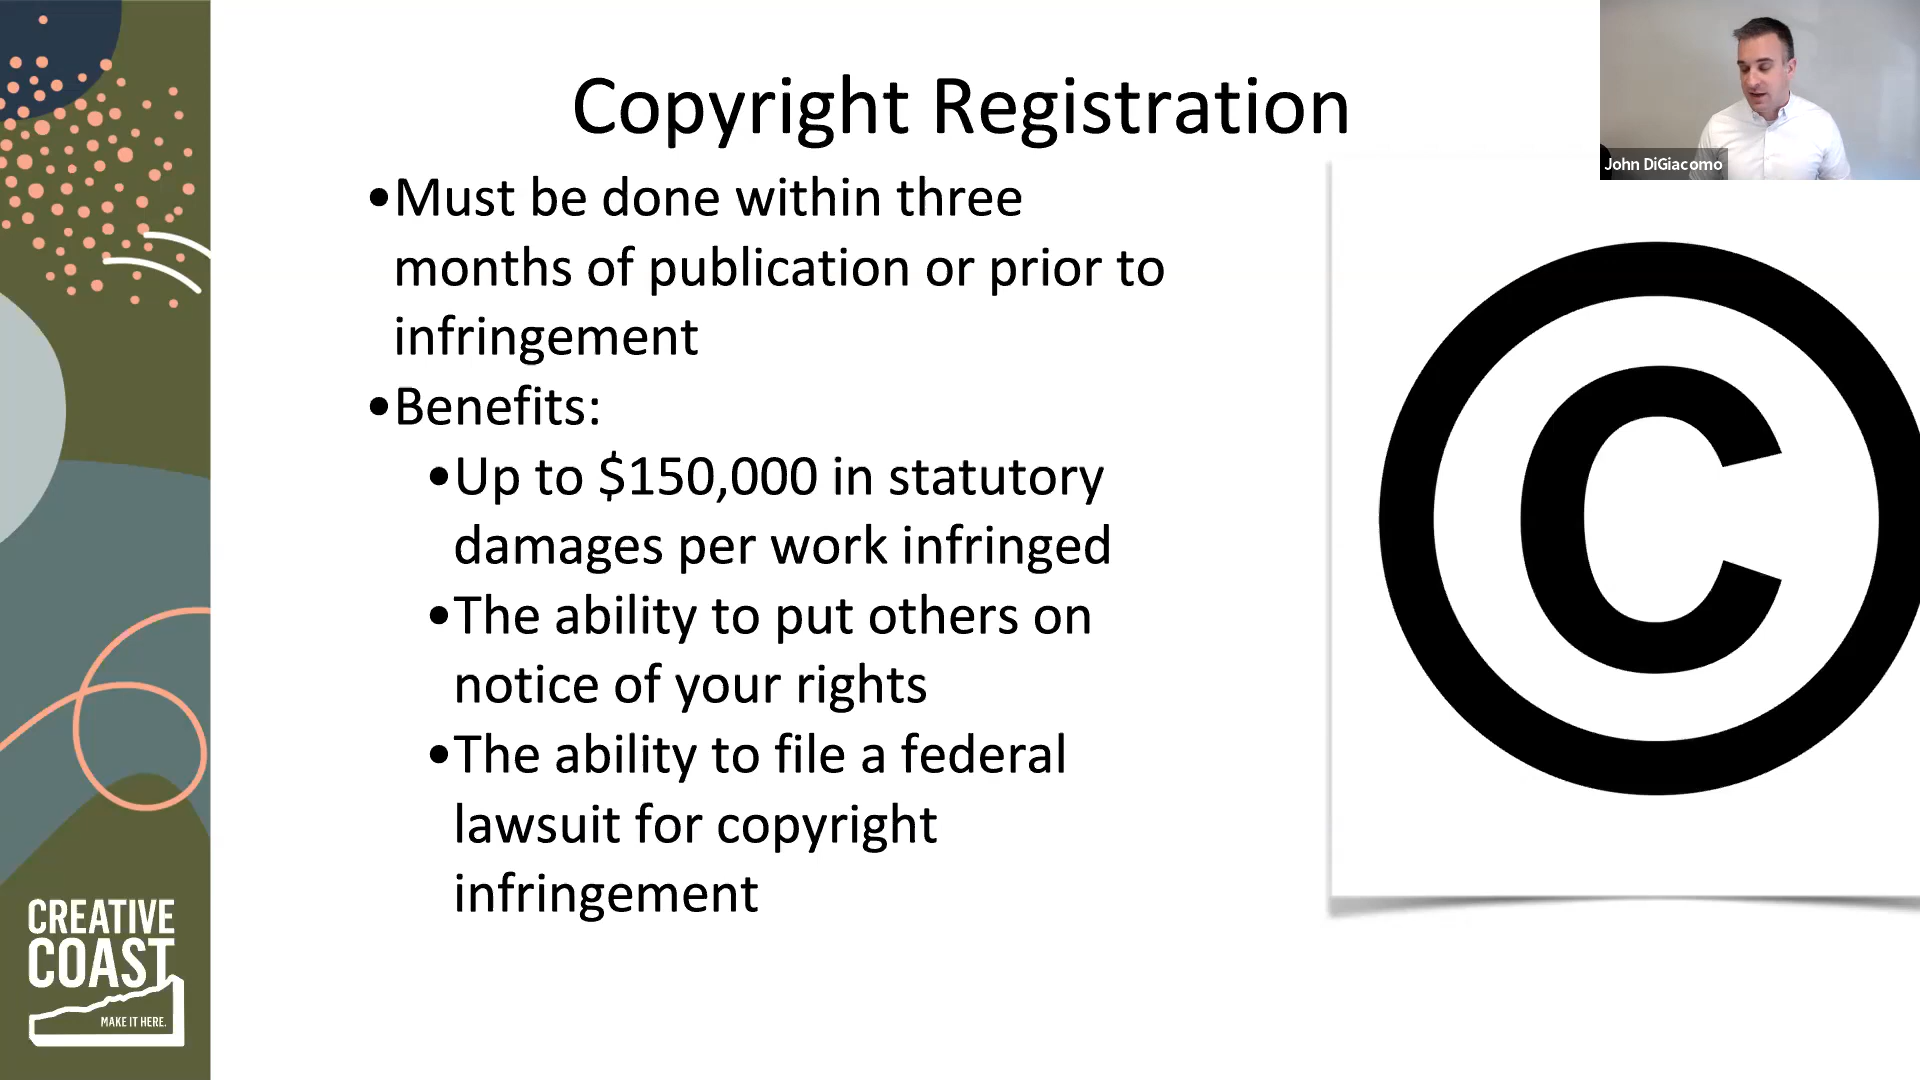 Copyright Registration
John DiGiacomo
•Must be done within three
months of publication or prior to
infringement
•Benefits:
•Up to $150,000 in statutory
damages per work infringed
•The ability to put others on
notice of your rights
•The ability to file a federal
lawsuit for copyright
infringement
©
CREATIVE
COAST
MAKE IT HERE.